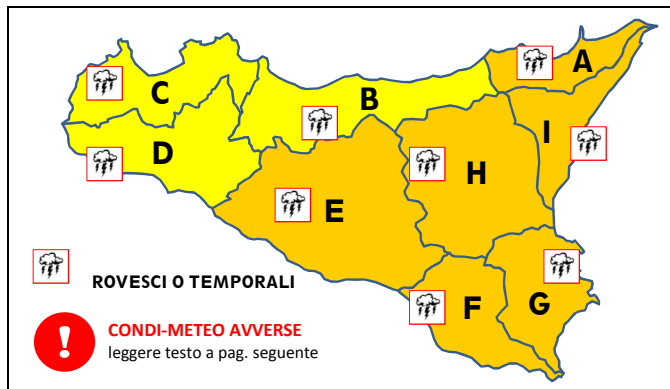 A
C
B
I
D
H
E
F
G
ROVESCI O TEMPORALI
!
CONDI-METEO AVVERSE
leggere testo a pag. seguente